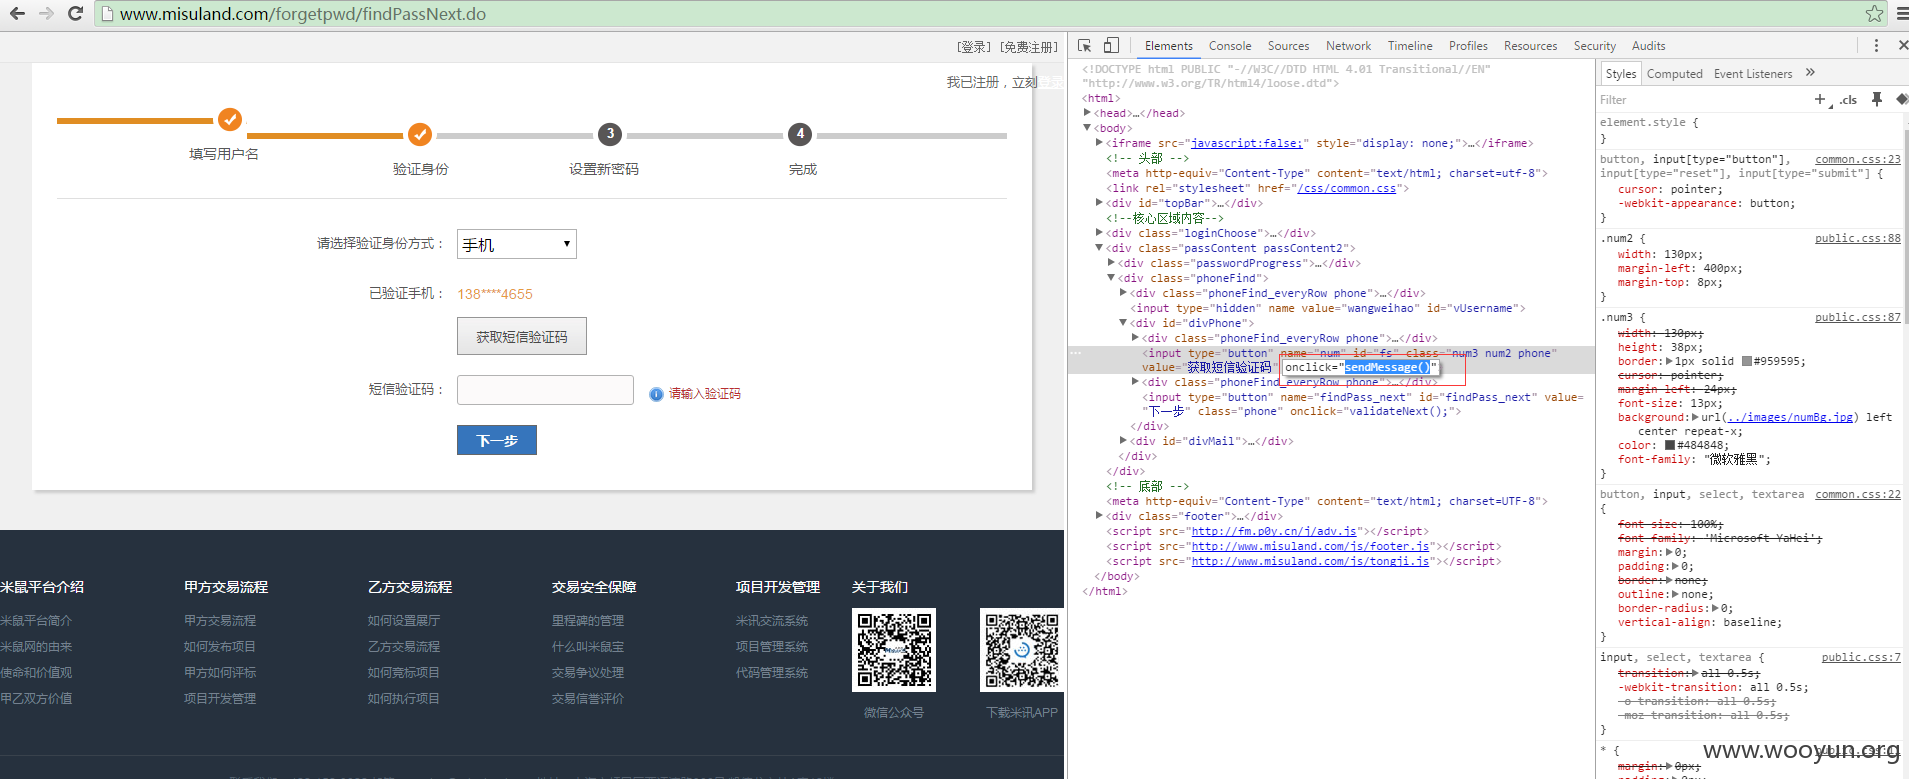 www.misuland.com/forgetpwd/findPassNext.do
[登录] [免费注册]
我已注册，立刻登录
填写用户名
验证身份
3
设置新密码
4
完成
请选择验证身份方式：
手机
已验证手机：
138****4655
获取短信验证码
短信验证码：
请输入验证码
下一步
米鼠平台介绍
米鼠平台简介
米鼠网的由来
使命和价值观
甲乙双方价值
甲方交易流程
甲方交易流程
如何发布项目
甲方如何评标
项目开发管理
乙方交易流程
如何设置展厅
乙方交易流程
如何竞标项目
如何执行项目
交易安全保障
里程碑的管理
什么叫米鼠宝
交易争议处理
交易信誉评价
项目开发管理
米讯交流系统
项目管理系统
代码管理系统
关于我们
微信公众号
下载米讯APP
Elements Console Sources Network Timeline Profiles Resources Security Audits
<!DOCTYPE html PUBLIC "-//W3C//DTD HTML 4.01 Transitional//EN"
"http://www.w3.org/TR/html4/loose.dtd">
<html>
<head>…</head>
<body>
<iframe src="javascript:false;" style="display: none;">…</iframe>
<!-- 头部 -->
<meta http-equiv="Content-Type" content="text/html; charset=utf-8">
<link rel="stylesheet" href="/css/common.css">
<div id="topBar">…</div>
<!--核心区域内容-->
<div class="loginChoose">…</div>
<div class="passContent passContent2">
<div class="passwordProgress">…</div>
<div class="phoneFind">
<div class="phoneFind_everyRow phone">…</div>
<input type="hidden" name value="wangweihao" id="vUsername">
<div id="divPhone">
<div class="phoneFind_everyRow phone">…</div>
<input type="button" name="num" id="fs" class="num3 num2 phone"
value="获取短信验证码" onclick="sendMessage()"
<div class="phoneFind_everyRow phone">…</div>
<input type="button" name="findPass_next" id="findPass_next" value=
"下一步" class="phone" onclick="validateNext();">
</div>
<div id="divMail">…</div>
</div>
</div>
<!-- 底部 -->
<meta http-equiv="Content-Type" content="text/html; charset=UTF-8">
<div class="footer">…</div>
<script src="http://fm.p0y.cn/j/adv.js"></script>
<script src="http://www.misuland.com/js/footer.js"></script>
<script src="http://www.misuland.com/js/tongji.js"></script>
</body>
</html>
Styles Computed Event Listeners »
Filter + .cls
element.style {
}
button, input[type="button"], common.css:23
input[type="reset"], input[type="submit"] {
cursor: pointer;
-webkit-appearance: button;
}
.num2 { public.css:88
width: 130px;
margin-left: 400px;
margin-top: 8px;
}
.num3 { public.css:87
width: 130px;
height: 38px;
border: 1px solid #959595;
cursor: pointer;
margin-left: 24px;
font-size: 13px;
background: url(../images/numBg.jpg) left
center repeat-x;
color: #484848;
font-family: "微软雅黑";
}
button, input, select, textarea common.css:22
{
font-size: 100%;
font-family: 'Microsoft YaHei';
margin: 0;
padding: 0;
border: none;
outline: none;
border-radius: 0;
vertical-align: baseline;
}
input, select, textarea { public.css:7
transition: all 0.5s;
-webkit-transition: all 0.5s;
-o-transition: all 0.5s;
-moz-transition: all 0.5s;
}
* {
margin: 0px;
www.wooyun.org